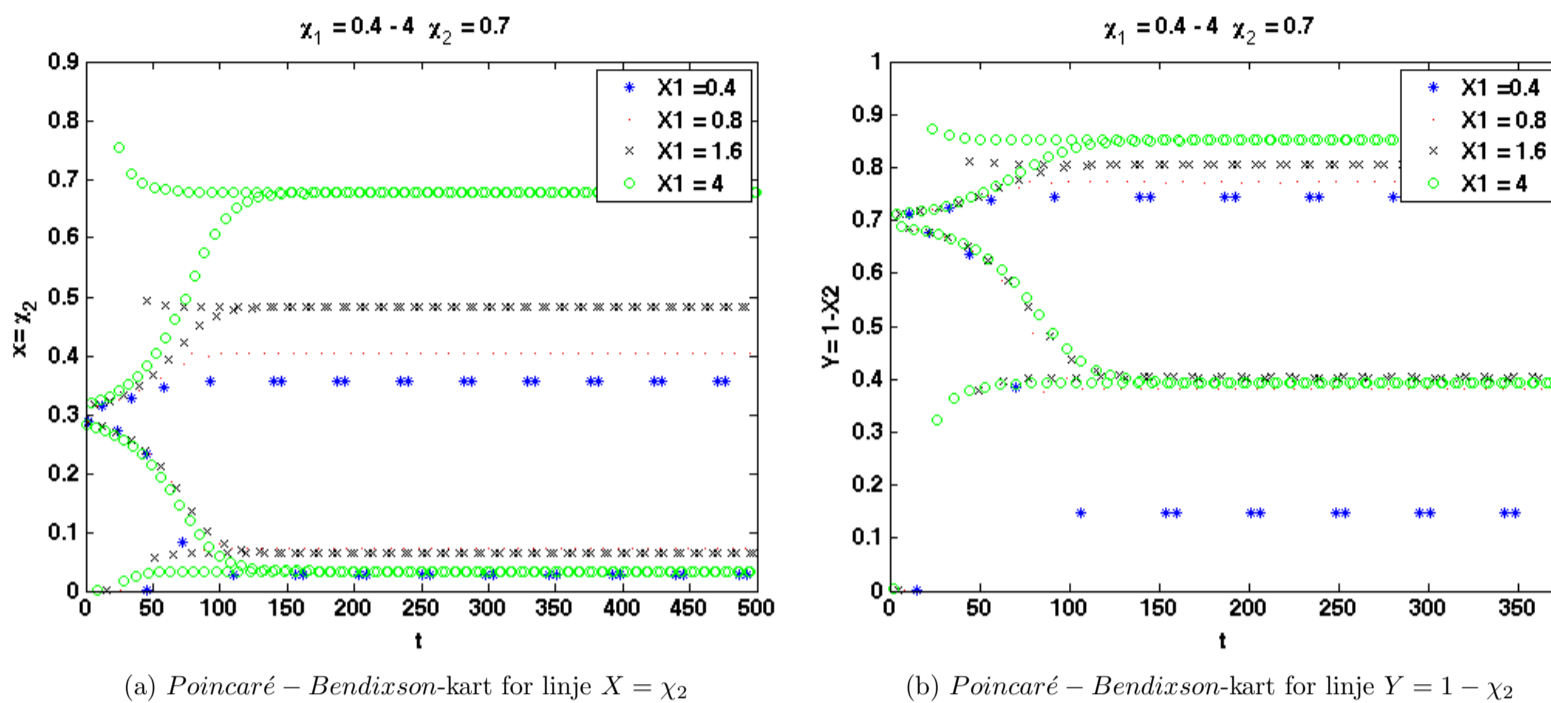 χ1 = 0.4 - 4 χ2 = 0.7
0.9
0.8
0.7
0.6
0.5
0.4
0.3
0.2
0.1
0
x=χ2
0 50 100 150 200 250 300 350 400 450 500
t
X1 =0.4
X1 = 0.8
X1 = 1.6
X1 = 4
(a) Poincaré − Bendixson-kart for linje X = χ2
χ1 = 0.4 - 4 χ2 = 0.7
1
0.9
0.8
0.7
0.6
0.5
0.4
0.3
0.2
0.1
0
Y = 1-X2
0 50 100 150 200 250 300 350
t
X1 =0.4
X1 = 0.8
X1 = 1.6
X1 = 4
(b) Poincaré − Bendixson-kart for linje Y = 1 − χ2